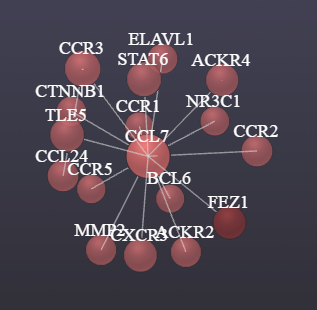 ELAVL1
CCR3
STAT6
ACKR4
CTNNB1
NR3C1
CCR1
TLE5
CCR2
CCL7
CCL24
CCR5
BCL6
FEZ1
MMP2
CXCR3
ACKR2